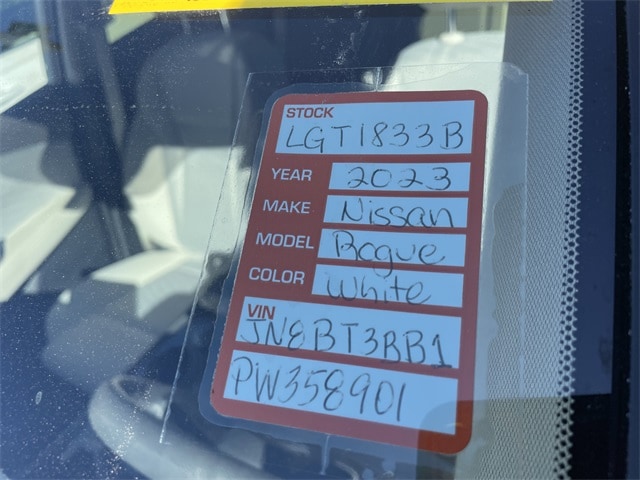 STOCK
LGT1833B
YEAR 2023
MAKE Nissan
MODEL Rogue
COLOR White
VIN
JN8BT3BB1
PW358901